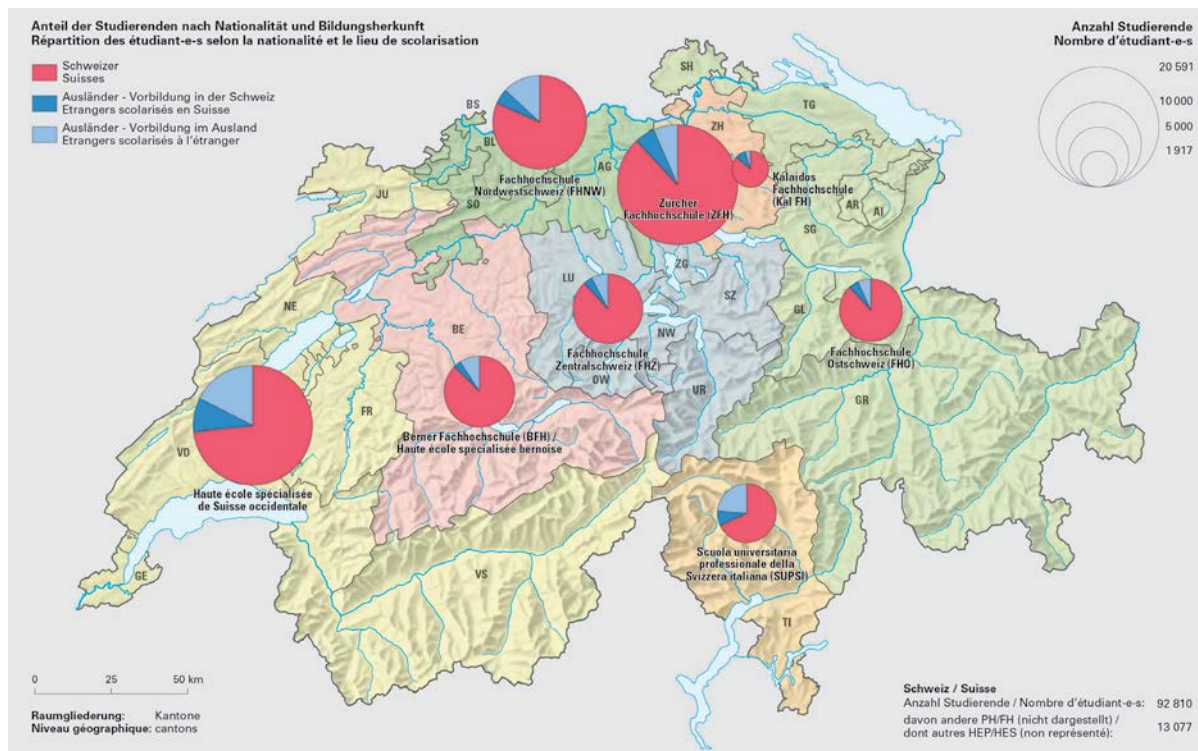 Anteil der Studierenden nach Nationalität und Bildungsherkunft
Répartition des étudiant-e-s selon la nationalité et le lieu de scolarisation
Schweizer
Suisses
Ausländer - Vorbildung in der Schweiz
Etrangers scolarisés en Suisse
Ausländer - Vorbildung im Ausland
Etrangers scolarisés à l'étranger
Anzahl Studierende
Nombre d'étudiant-e-s
20 591
10 000
5 000
1 917
SH
BS
BL
TG
ZH
AG
JU
SO
AR
AI
SG
Fachhochschule
Nordwestschweiz (FHNW)
Zürcher
Fachhochschule (ZFH)
Kalaidos
Fachhochschule
(Kal FH)
LU
ZG
SZ
NE
BE
NW
OW
UR
GL
GR
Fachhochschule
Zentralschweiz (FHZ)
Fachhochschule
Ostschweiz (FHO)
FR
VD
Berner Fachhochschule (BFH) /
Haute école spécialisée bernoise
Haute école spécialisée
de Suisse occidentale
Scuola universitaria
professionale della
Svizzera italiana (SUPSI)
GE
VS
TI
0 25 50 km
Raumgliederung: Kantone
Niveau géographique: cantons
Schweiz / Suisse
Anzahl Studierende / Nombre d'étudiant-e-s: 92 810
davon andere PH/FH (nicht dargestellt) /
dont autres HEP/HES (non représenté): 13 077